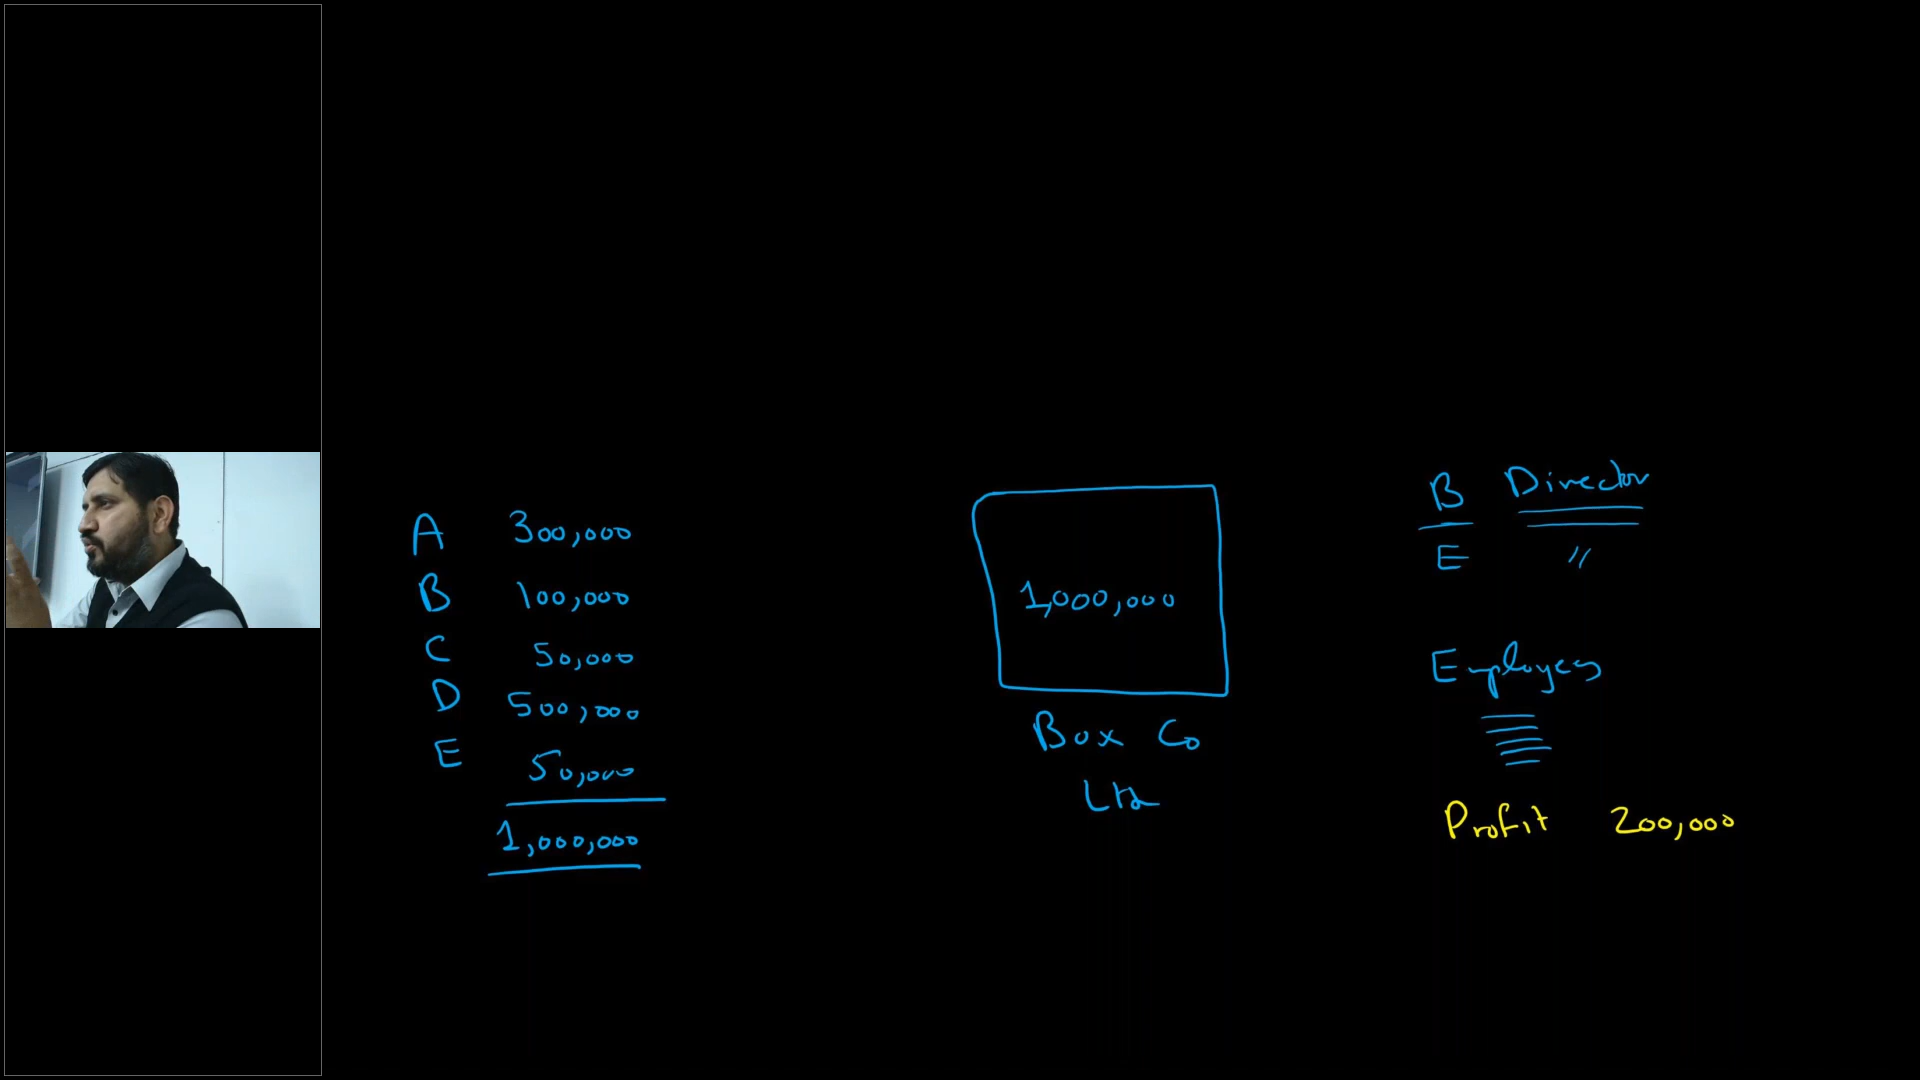 A 300,000
B 100,000
C 50,000
D 500,000
E 50,000
1,000,000
1,000,000
Box Co
Ltd
B Director
E "
Employees
Profit 200,000